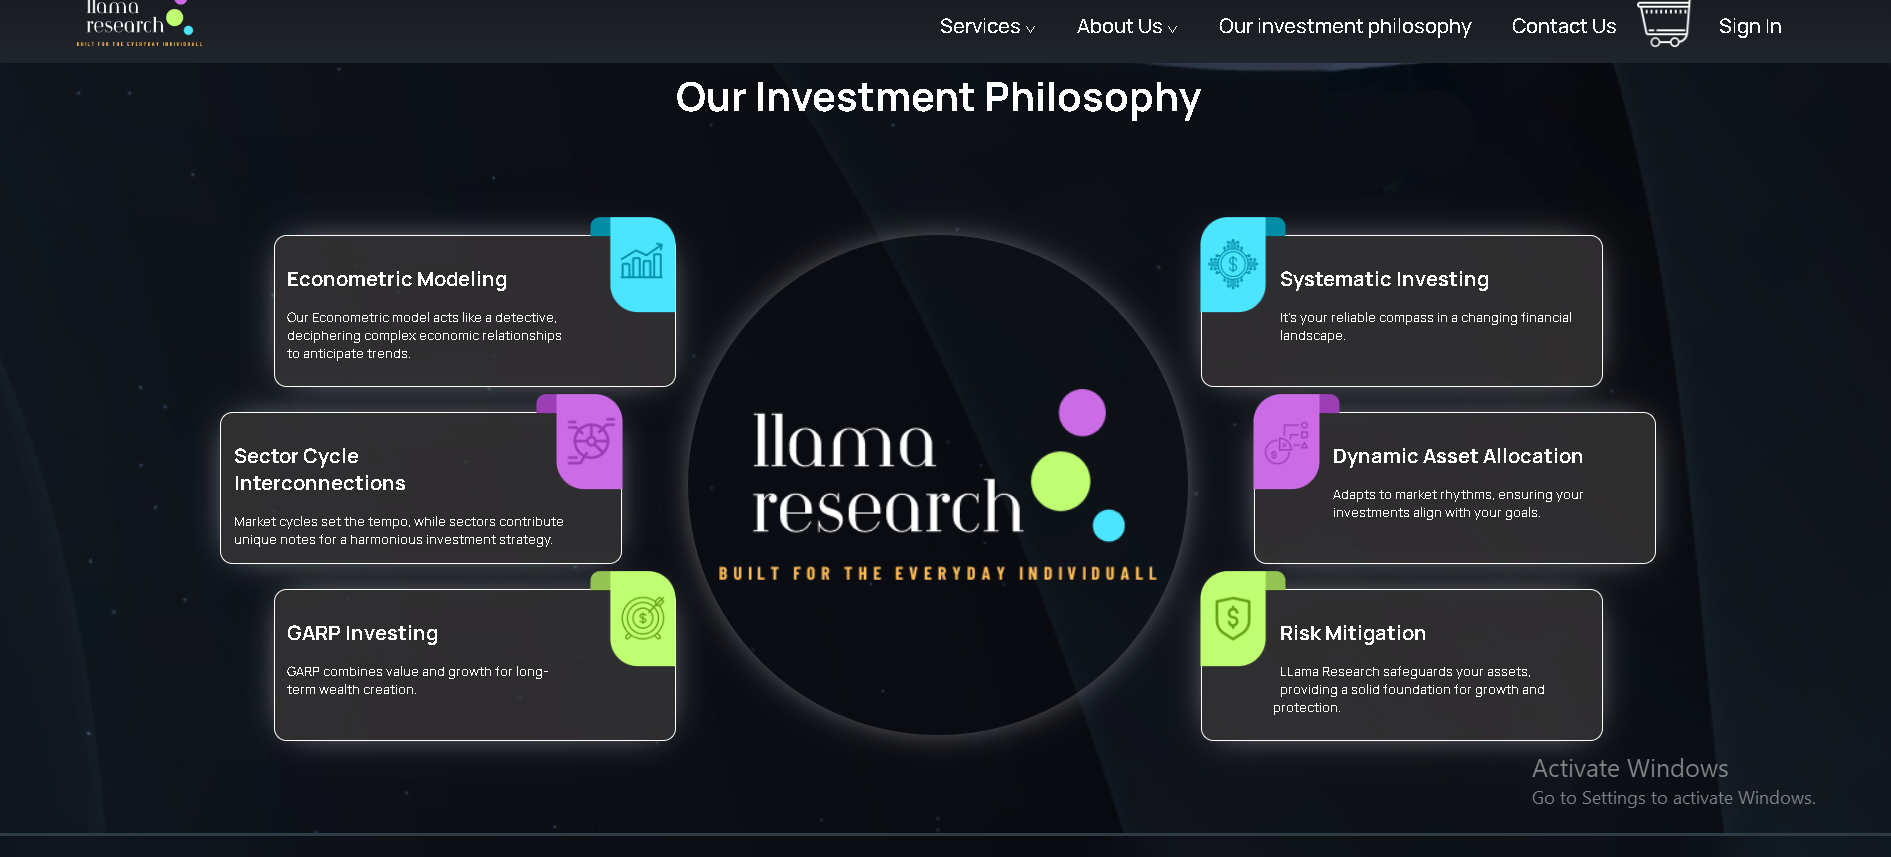 llama
research
BUILT FOR THE EVERYDAY INDIVIDUALL
Services
About Us
Our investment philosophy
Contact Us
Sign In
Our Investment Philosophy
Econometric Modeling
Our Econometric model acts like a detective,
deciphering complex economic relationships
to anticipate trends.
Sector Cycle
Interconnections
Market cycles set the tempo, while sectors contribute
unique notes for a harmonious investment strategy.
GARP Investing
GARP combines value and growth for long-
term wealth creation.
llama
research
BUILT FOR THE EVERYDAY INDIVIDUALL
Systematic Investing
It's your reliable compass in a changing financial
landscape.
Dynamic Asset Allocation
Adapts to market rhythms, ensuring your
investments align with your goals.
Risk Mitigation
LLama Research safeguards your assets,
providing a solid foundation for growth and
protection.
Activate Windows
Go to Settings to activate Windows.